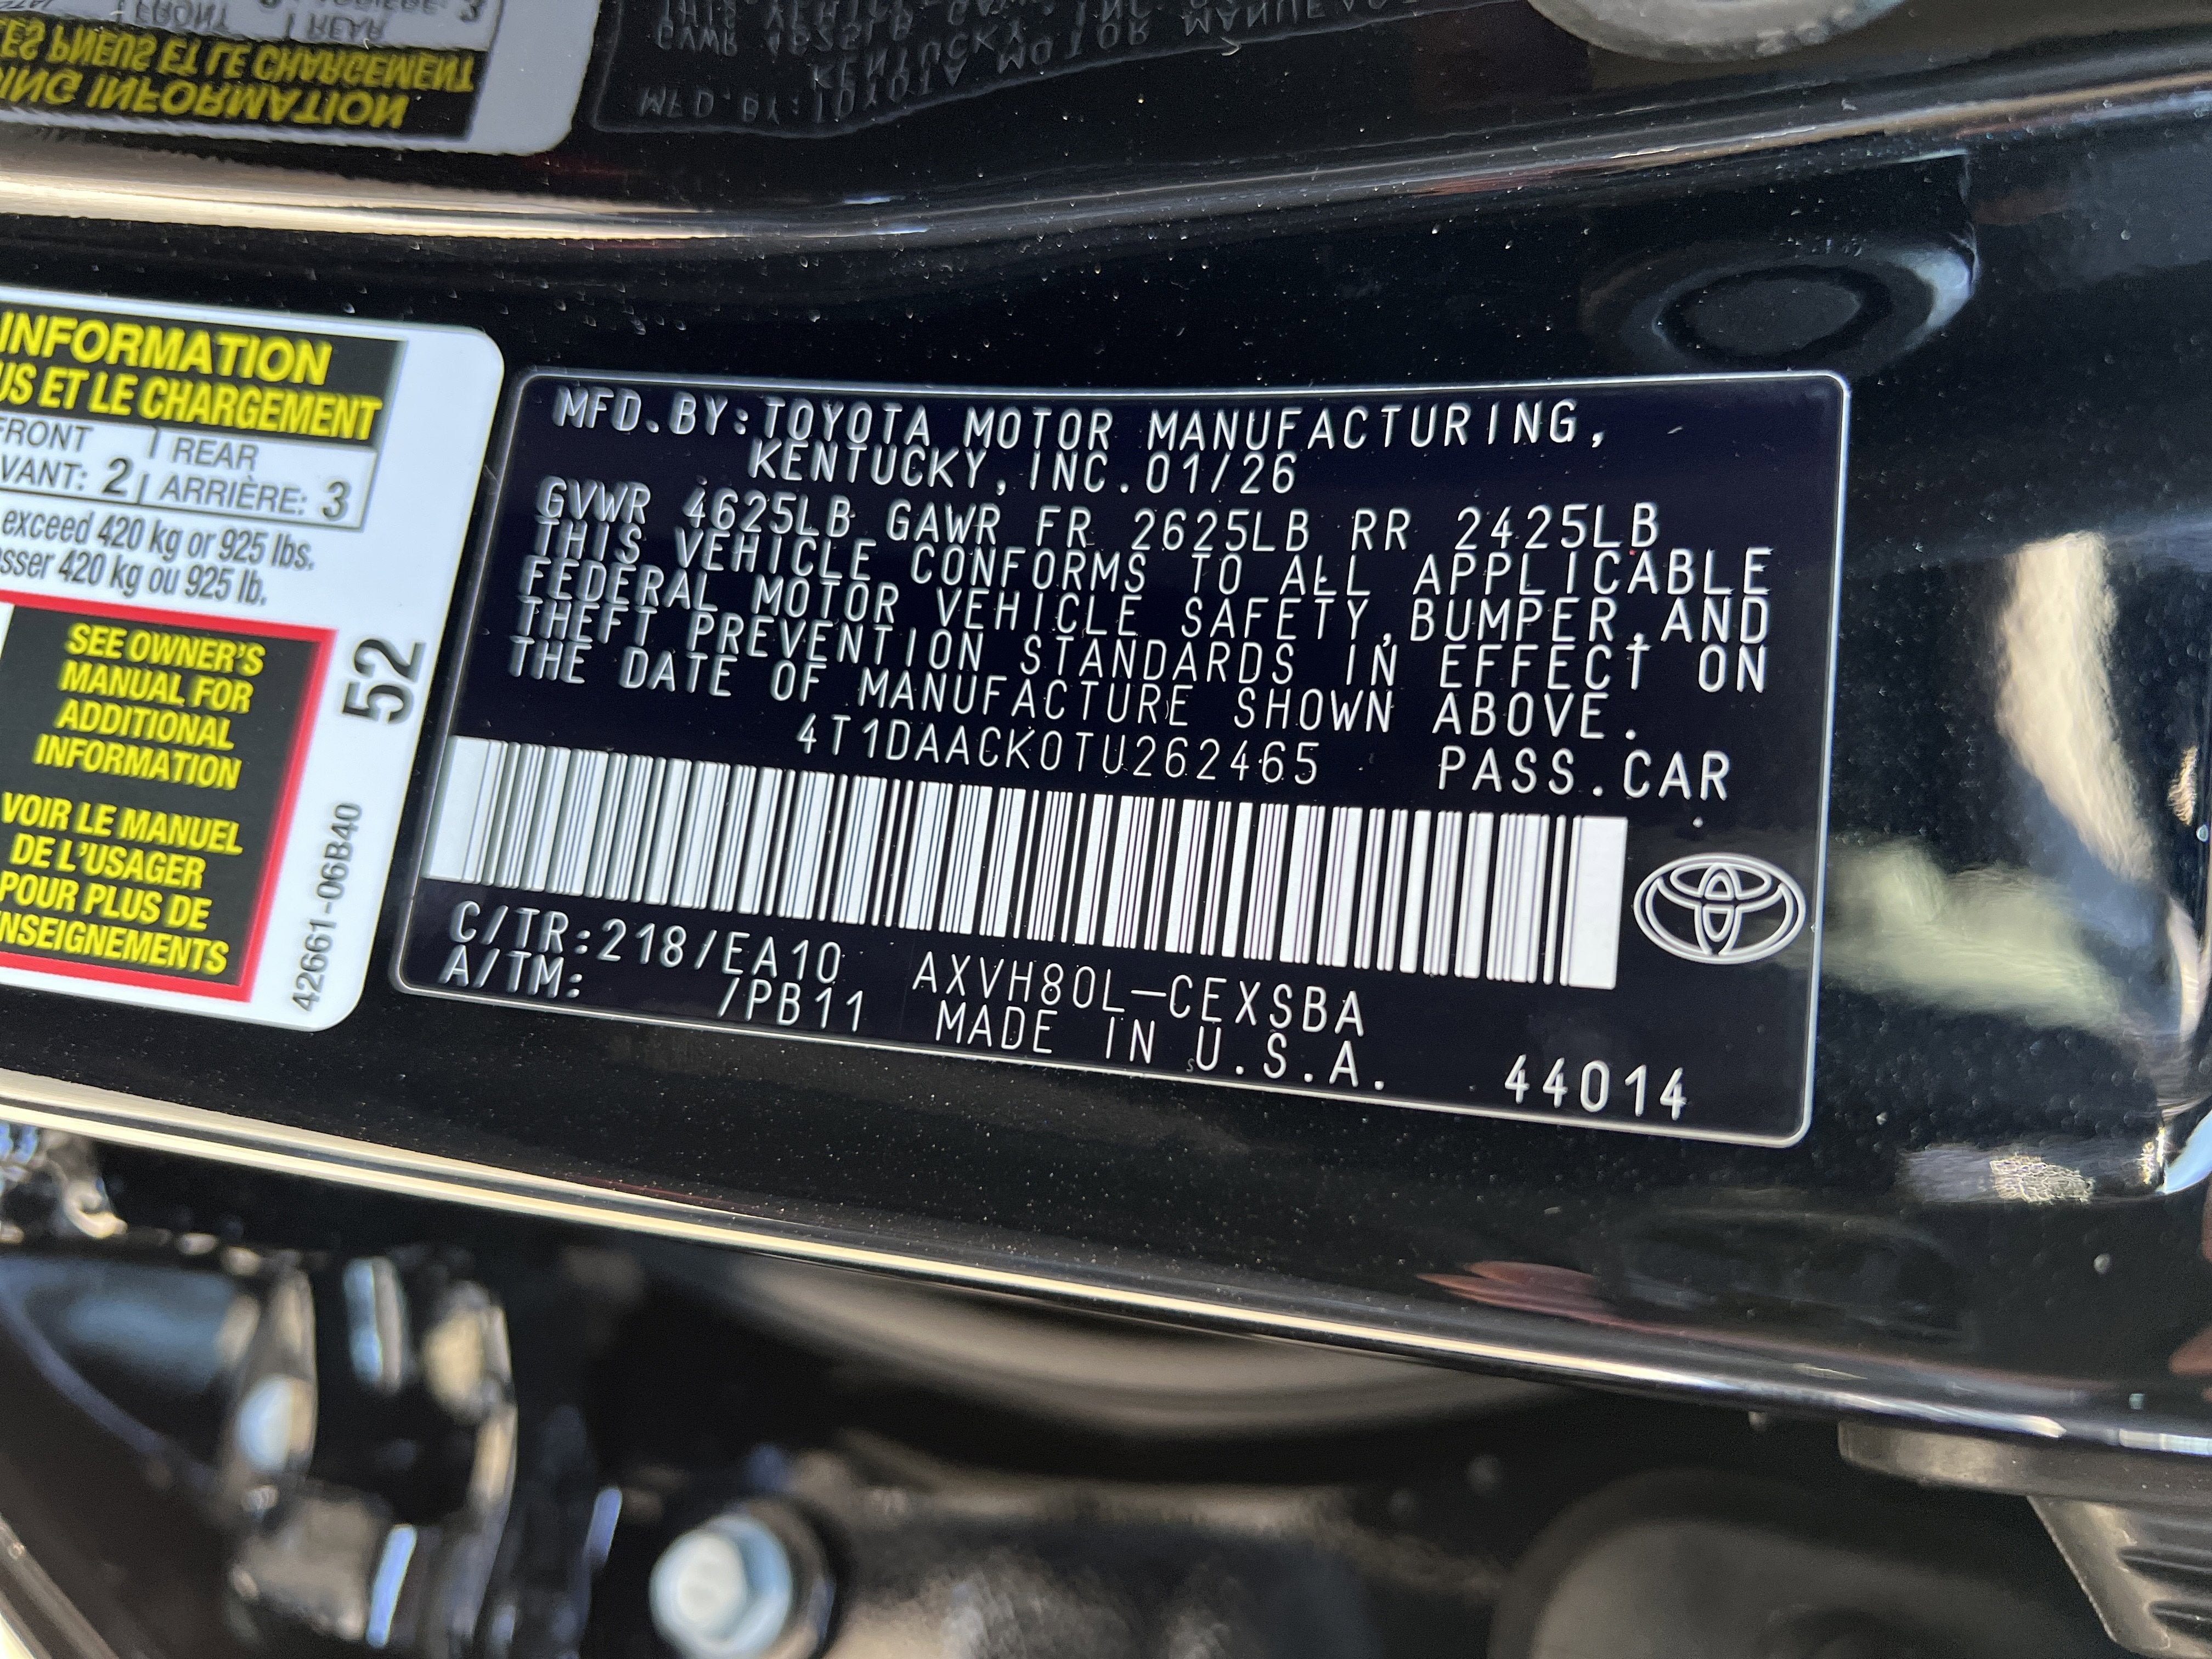 INFORMATION
US ET LE CHARGEMENT
FRONT REAR
VANT: 2 ARRIÈRE: 3
exceed 420 kg or 925 lbs.
sser 420 kg ou 925 lb.
SEE OWNER'S
MANUAL FOR
ADDITIONAL
INFORMATION
VOIR LE MANUEL
DE L'USAGER
POUR PLUS DE
NSEIGNEMENTS
52
42661-06B40
MFD.BY:TOYOTA MOTOR MANUFACTURING,
KENTUCKY,INC.01/26
GVWR 4625LB GAWR FR 2625LB RR 2425LB
THIS VEHICLE CONFORMS TO ALL APPLICABLE
FEDERAL MOTOR VEHICLE SAFETY,BUMPER,AND
THEFT PREVENTION STANDARDS IN EFFECT ON
THE DATE OF MANUFACTURE SHOWN ABOVE.
4T1DAACK0TU262465 PASS.CAR
C/TR:218/EA10 AXVH80L-CEXSBA
A/TM: /PB11 MADE IN U.S.A. 44014